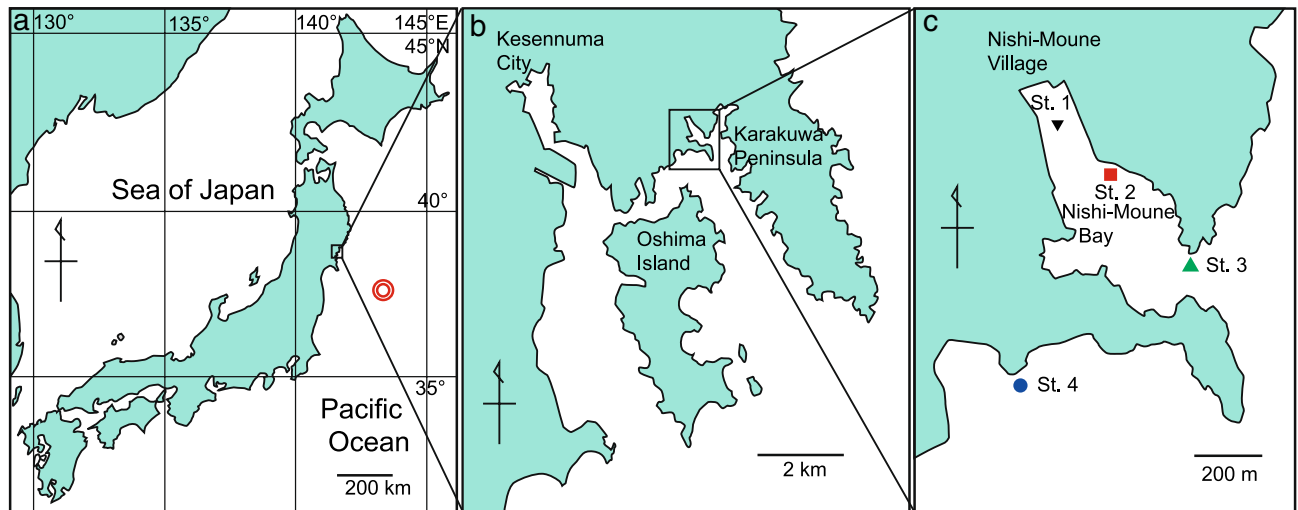 a
130°
135°
140°
145°E
45°N
Sea of Japan
40°
35°
Pacific
Ocean
200 km
b
Kesennuma
City
Karakuwa
Peninsula
Oshima
Island
2 km
c
Nishi-Moune
Village
St. 1
St. 2
Nishi-Moune
Bay
St. 3
St. 4
200 m